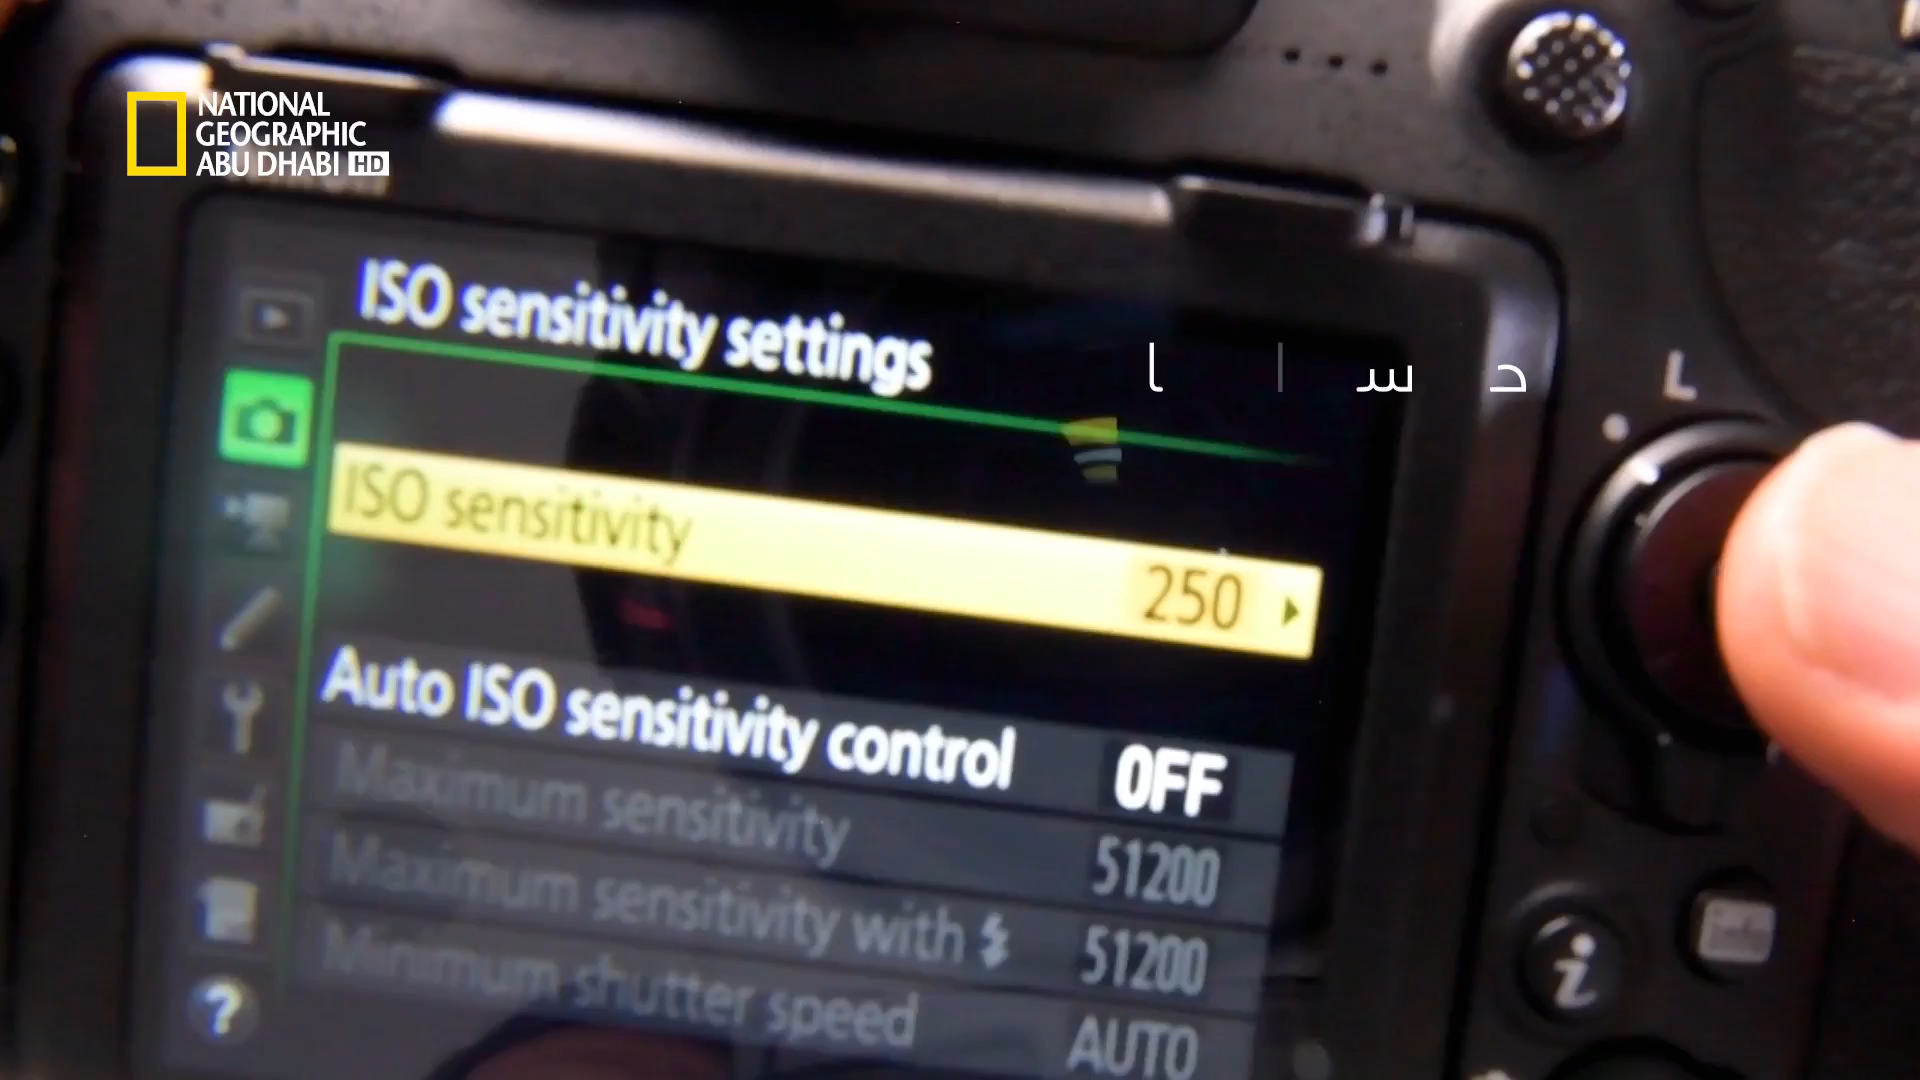 NATIONAL
GEOGRAPHIC
ABU DHABI HD
ISO sensitivity settings
ISO sensitivity 250
Auto ISO sensitivity control OFF
Maximum sensitivity 51200
Maximum sensitivity with 51200
Minimum shutter speed AUTO
L
i
?